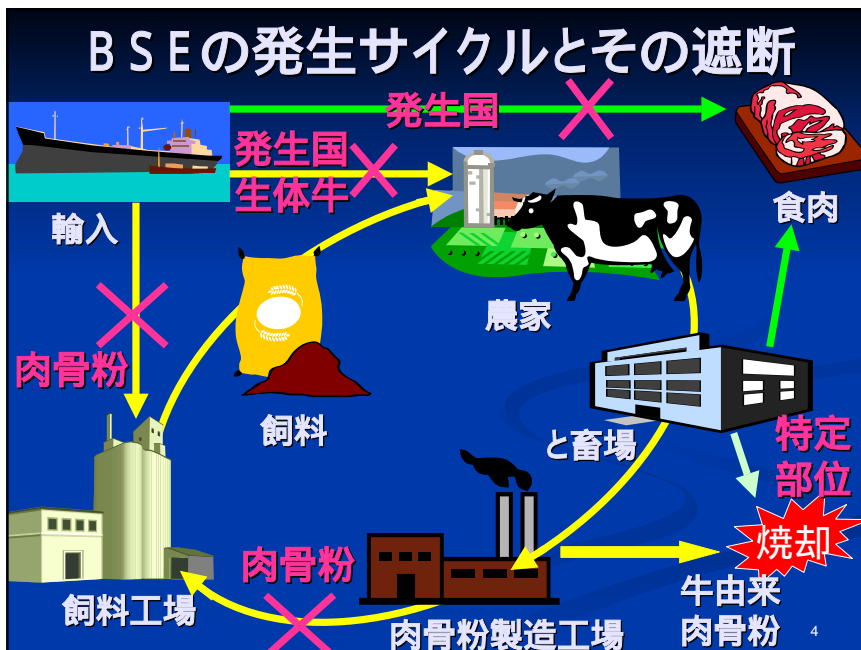 BSEの発生サイクルとその遮断
発生国
発生国
生体牛
輸入
食肉
農家
肉骨粉
飼料
と畜場
特定
部位
焼却
肉骨粉
飼料工場
牛由来
肉骨粉
肉骨粉製造工場
4